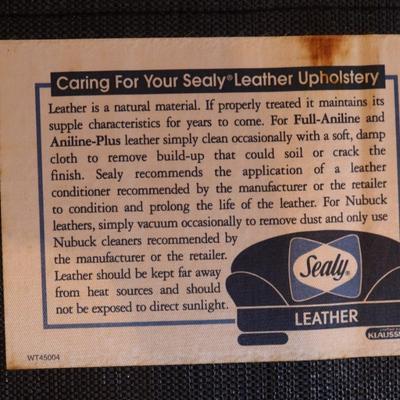 Caring For Your Sealy® Leather Upholstery
Leather is a natural material. If properly treated it maintains its
supple characteristics for years to come. For Full-Aniline and
Aniline-Plus leather simply clean occasionally with a soft, damp
cloth to remove build-up that could soil or crack the
finish. Sealy recommends the application of a leather
conditioner recommended by the manufacturer or the retailer
to condition and prolong the life of the leather. For Nubuck
leathers, simply vacuum occasionally to remove dust and only use
Nubuck cleaners recommended by
the manufacturer or the retailer.
Leather should be kept far away
from heat sources and should
not be exposed to direct sunlight.
Sealy®
LEATHER
WT45004